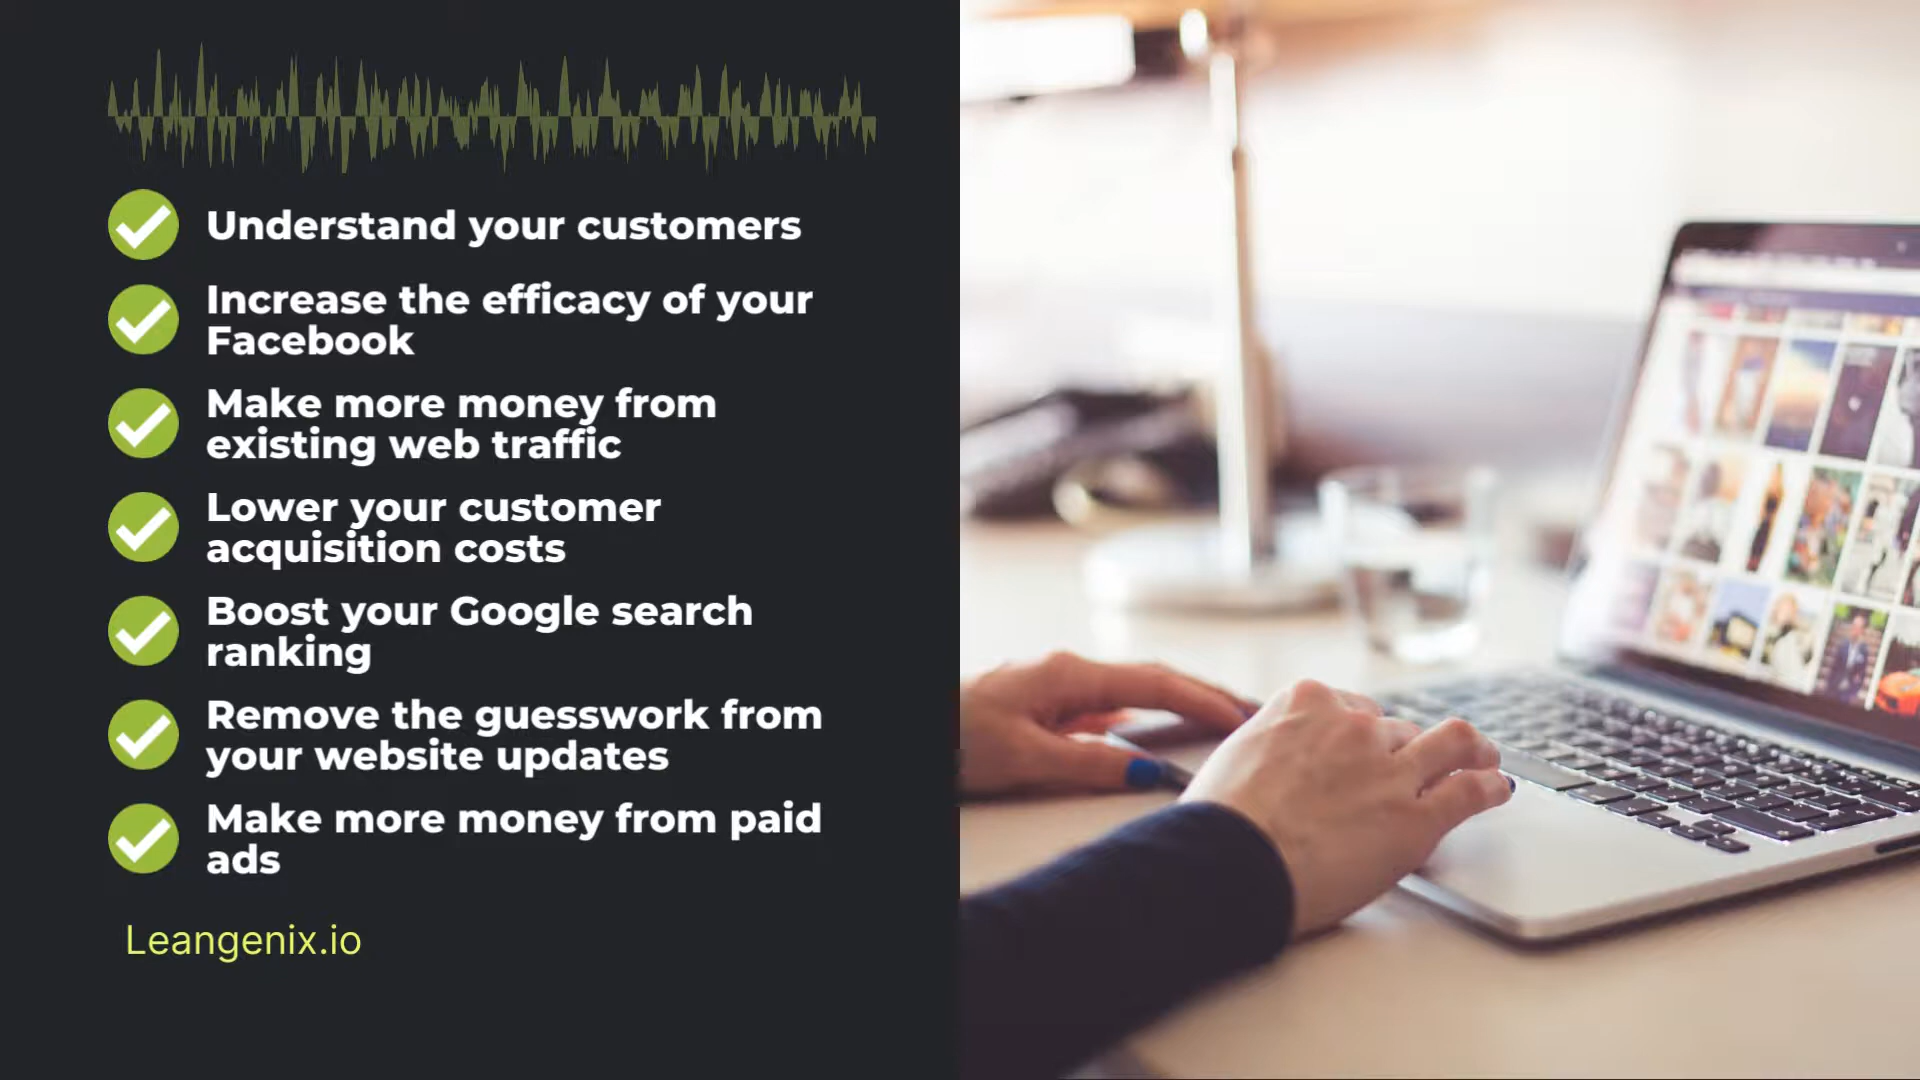 Understand your customers
Increase the efficacy of your
Facebook
Make more money from
existing web traffic
Lower your customer
acquisition costs
Boost your Google search
ranking
Remove the guesswork from
your website updates
Make more money from paid
ads
Leangenix.io